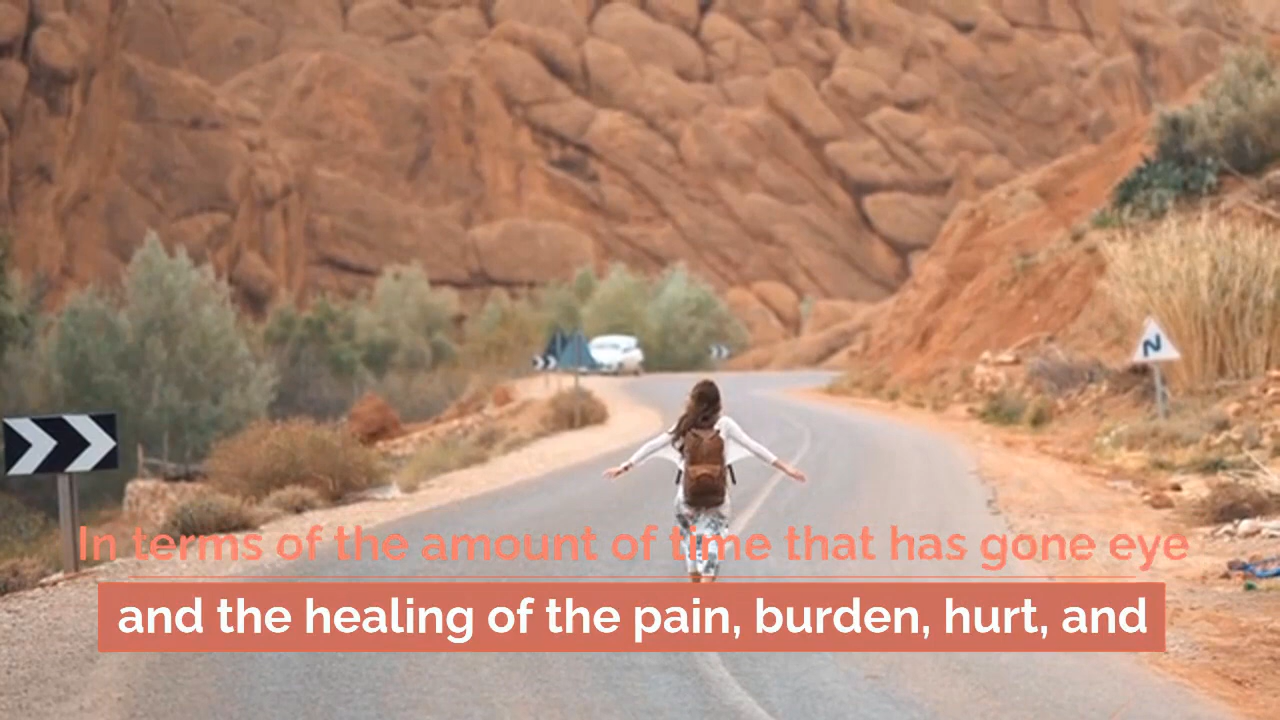 In terms of the amount of time that has gone eye
and the healing of the pain, burden, hurt, and